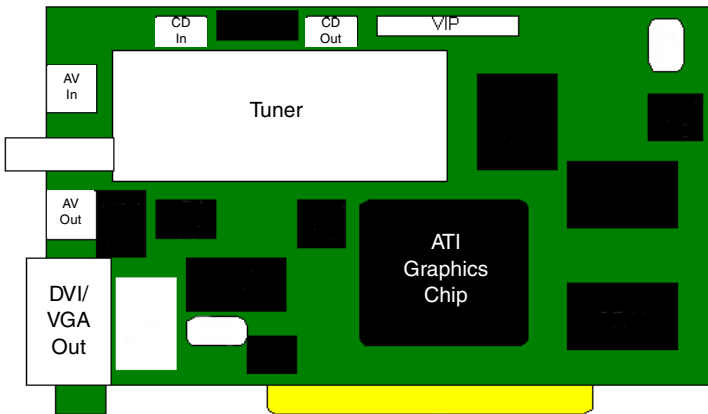 CD
In
CD
Out
VIP
AV
In
Tuner
AV
Out
ATI
Graphics
Chip
DVI/
VGA
Out